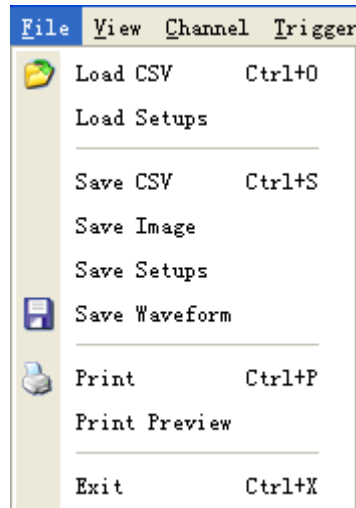 File View Channel Trigger
Load CSV Ctrl+O
Load Setups
Save CSV Ctrl+S
Save Image
Save Setups
Save Waveform
Print Ctrl+P
Print Preview
Exit Ctrl+X